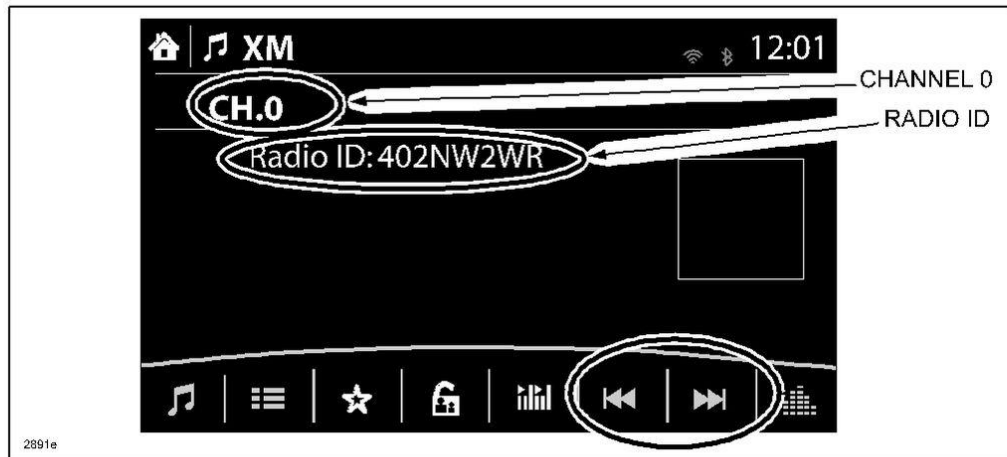 XM
12:01
CH.0
CHANNEL 0
Radio ID: 402NW2WR
RADIO ID
2891e